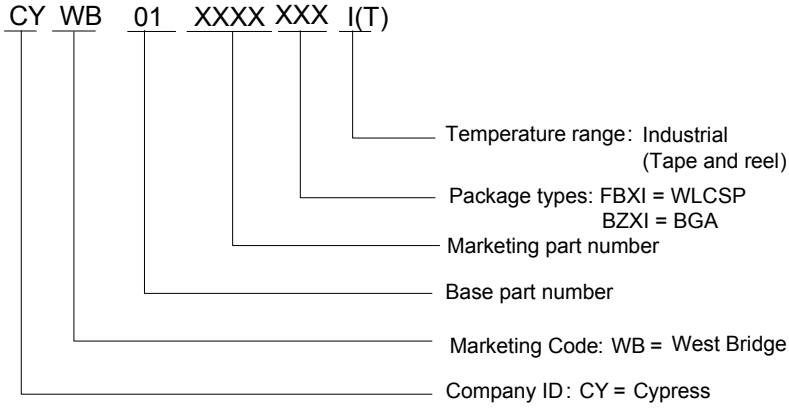 CY WB 01 XXXX XXX I(T)
Temperature range: Industrial
(Tape and reel)
Package types: FBXI = WLCSP
BZXI = BGA
Marketing part number
Base part number
Marketing Code: WB = West Bridge
Company ID: CY = Cypress